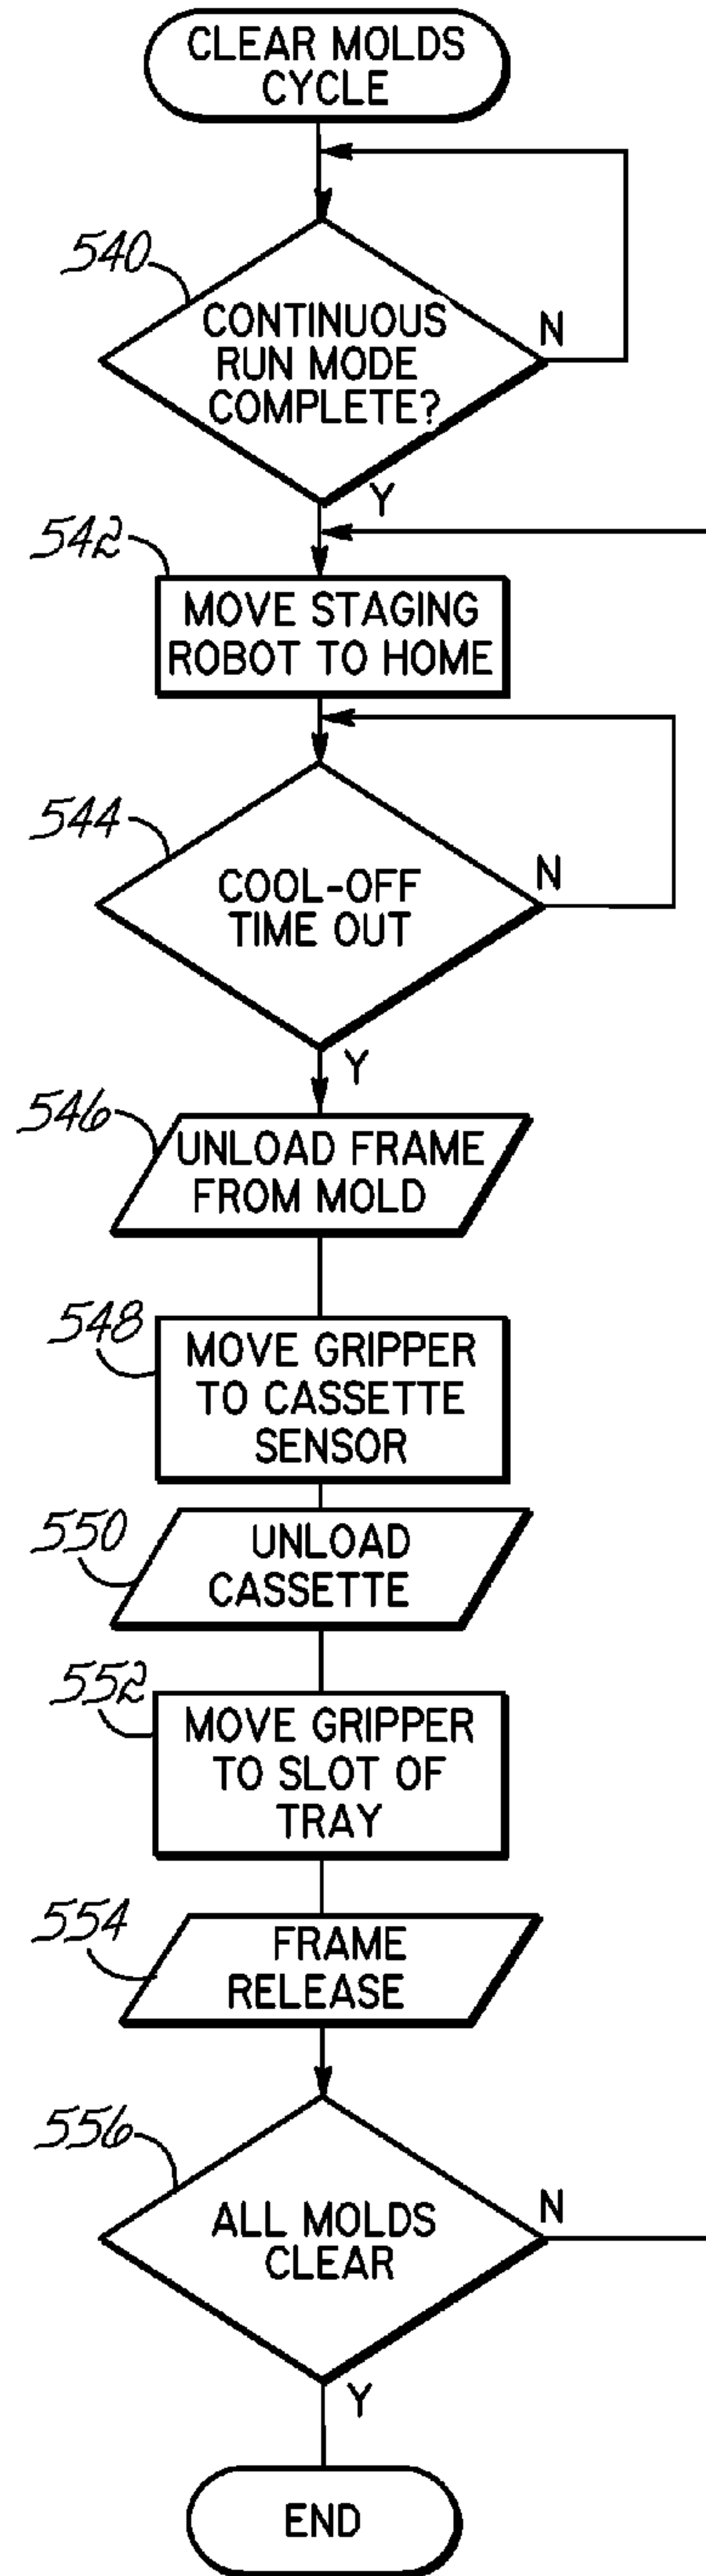 CLEAR MOLDS
CYCLE
540
CONTINUOUS
RUN MODE
COMPLETE?
N
Y
542
MOVE STAGING
ROBOT TO HOME
544
COOL-OFF
TIME OUT
N
Y
546
UNLOAD FRAME
FROM MOLD
548
MOVE GRIPPER
TO CASSETTE
SENSOR
550
UNLOAD
CASSETTE
552
MOVE GRIPPER
TO SLOT OF
TRAY
554
FRAME
RELEASE
556
ALL MOLDS
CLEAR
N
Y
END